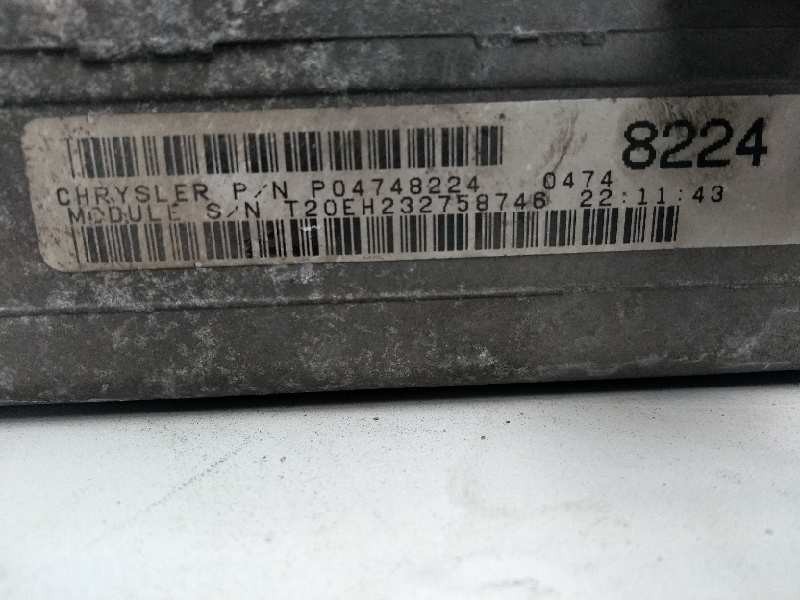 8224
CHRYSLER P/N P04748224 0474
MODULE S/N T20EH232758746 22:11:43